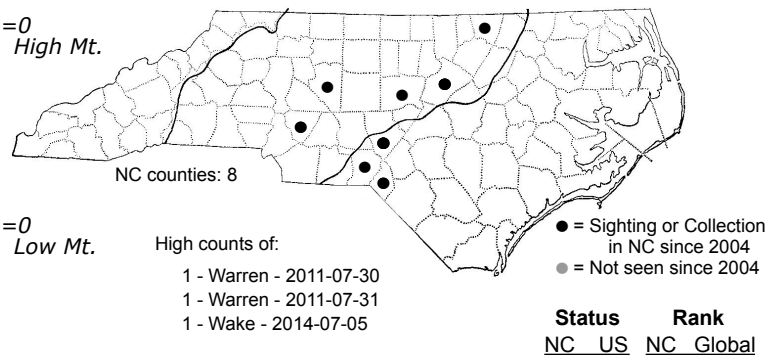 =0
High Mt.
NC counties: 8
=0
Low Mt.
High counts of:
1 - Warren - 2011-07-30
1 - Warren - 2011-07-31
1 - Wake - 2014-07-05
● = Sighting or Collection
in NC since 2004
● = Not seen since 2004
Status Rank
NC US NC Global